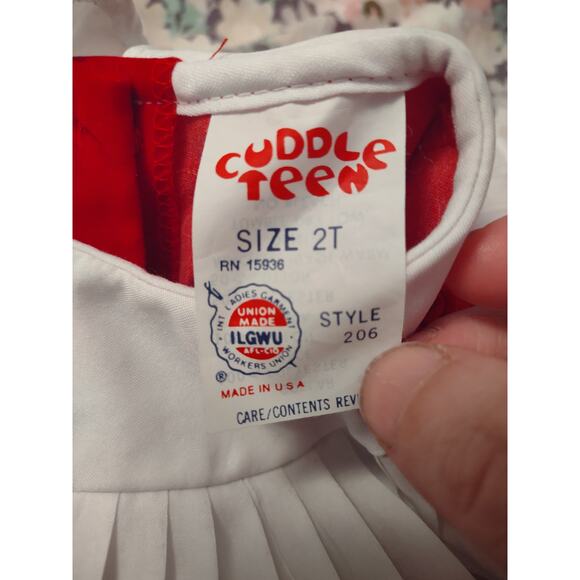 CUDDLE
TEEN
SIZE 2T
RN 15936
INT. LADIES GARMENT
UNION
MADE
ILGWU
AFL-CIO
WORKERS UNION
®
STYLE
206
MADE IN U.S.A
CARE/CONTENTS REV